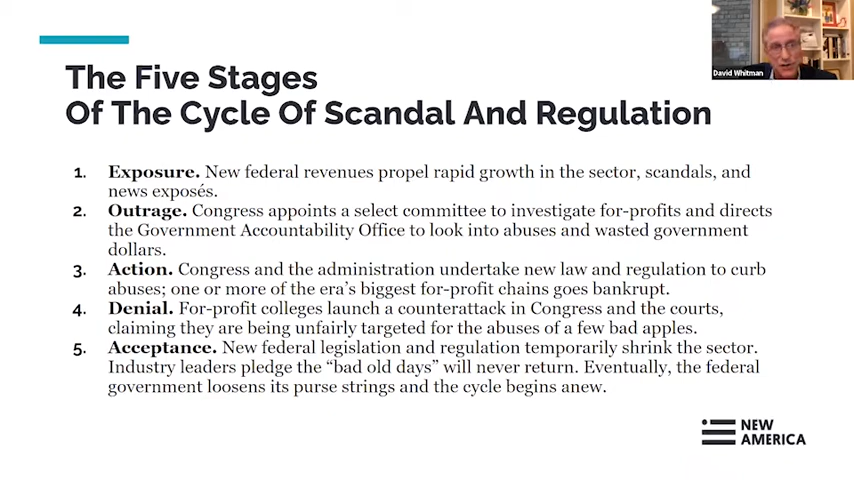 David Whitman
The Five Stages
Of The Cycle Of Scandal And Regulation
1. Exposure. New federal revenues propel rapid growth in the sector, scandals, and
news exposés.
2. Outrage. Congress appoints a select committee to investigate for-profits and directs
the Government Accountability Office to look into abuses and wasted government
dollars.
3. Action. Congress and the administration undertake new law and regulation to curb
abuses; one or more of the era's biggest for-profit chains goes bankrupt.
4. Denial. For-profit colleges launch a counterattack in Congress and the courts,
claiming they are being unfairly targeted for the abuses of a few bad apples.
5. Acceptance. New federal legislation and regulation temporarily shrink the sector.
Industry leaders pledge the “bad old days” will never return. Eventually, the federal
government loosens its purse strings and the cycle begins anew.
NEW
AMERICA